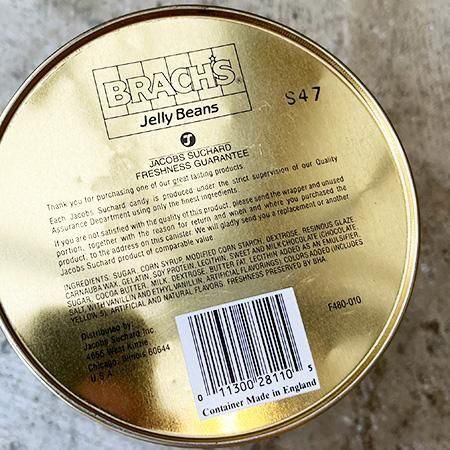 BRACH'S®
Jelly Beans
S47
JACOBS SUCHARD
FRESHNESS GUARANTEE
Thank you for purchasing one of our great lasting products.
Each Jacobs Suchard candy is produced under the strict supervision of our Quality
Assurance Department using only the finest ingredients.
If you are not satisfied with the quality of this product, please send the wrapper and unused
portion, together with the reason for return and when and where you purchased the
product, to the address on this canister. We will gladly send you a replacement or another
Jacobs Suchard product of comparable value.
INGREDIENTS: SUGAR, CORN SYRUP, MODIFIED CORN STARCH, DEXTROSE, RESINOUS GLAZE
CARNAUBA WAX, GELATIN, SOY PROTEIN, LECITHIN, SWEET AND MILK CHOCOLATE (CHOCOLATE,
SUGAR, COCOA BUTTER, MILK, DEXTROSE, BUTTER FAT, LECITHIN ADDED AS AN EMULSIFIER,
SALT WITH VANILLIN AND ETHYL VANILLIN, ARTIFICIAL FLAVORINGS), COLORS ADDED (INCLUDES
YELLOW 5), ARTIFICIAL AND NATURAL FLAVORS. FRESHNESS PRESERVED BY BHA.
F480-010
Distributed by
Jacobs Suchard Inc.
4656 West Kinzie,
Chicago, Illinois 60644
U.S.A.
0 11300 28110 5
Container Made in England